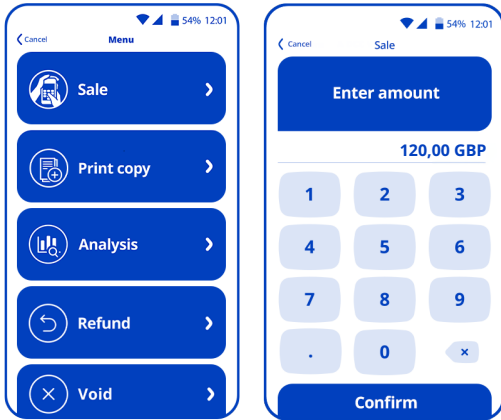 54% 12:01
Cancel Menu
Sale
Print copy
Analysis
Refund
Void
54% 12:01
Cancel Sale
Enter amount
120,00 GBP
1 2 3
4 5 6
7 8 9
. 0 ×
Confirm